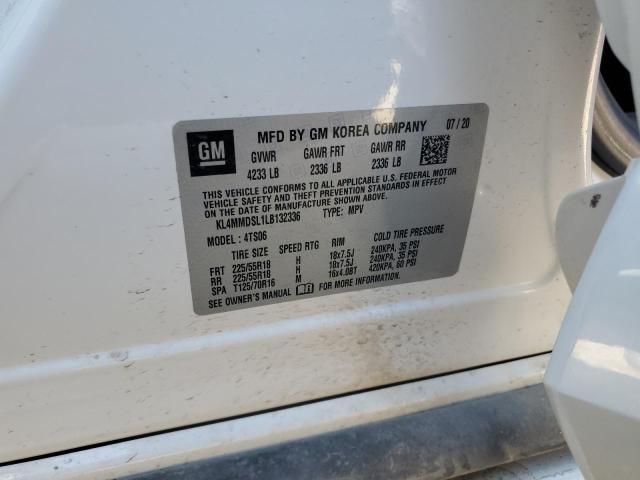 GM
MFD BY GM KOREA COMPANY 07 / 20
GVWR GAWR FRT GAWR RR
4233 LB 2336 LB 2336 LB
THIS VEHICLE CONFORMS TO ALL APPLICABLE U.S. FEDERAL MOTOR
VEHICLE SAFETY AND THEFT PREVENTION STANDARDS IN EFFECT
ON THE DATE OF MANUFACTURE SHOWN ABOVE.
KL4MMDSL1LB132336 TYPE: MPV
MODEL: 4TS06
TIRE SIZE SPEED RTG RIM COLD TIRE PRESSURE
FRT 225/55R18 H 18x7.5J 240KPA, 35 PSI
RR 225/55R18 H 18x7.5J 240KPA, 35 PSI
SPA T125/70R16 M 16x4.0BT 420KPA, 60 PSI
SEE OWNER'S MANUAL FOR MORE INFORMATION.